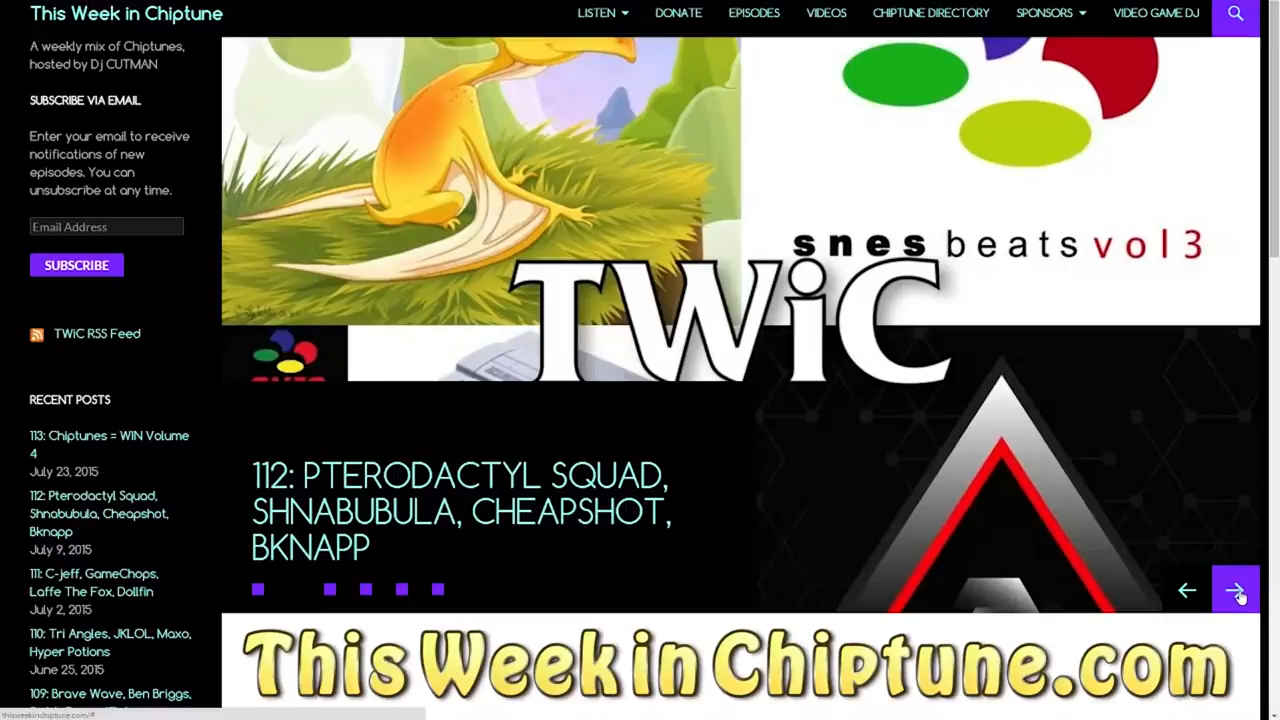 This Week in Chiptune
LISTEN DONATE EPISODES VIDEOS CHIPTUNE DIRECTORY SPONSORS VIDEO GAME DJ
A weekly mix of Chiptunes,
hosted by Dj CUTMAN
SUBSCRIBE VIA EMAIL
Enter your email to receive
notifications of new
episodes. You can
unsubscribe at any time.
Email Address
SUBSCRIBE
TWiC RSS Feed
RECENT POSTS
113: Chiptunes = WIN Volume
4
July 23, 2015
112: Pterodactyl Squad,
Shnabubula, Cheapshot,
Bknapp
July 9, 2015
111: C-jeff, GameChops,
Laffe The Fox, Dollfin
July 2, 2015
110: Tri Angles, JKLOL, Maxo,
Hyper Potions
June 25, 2015
109: Brave Wave, Ben Briggs,
snes beats vol 3
TWiC
112: PTERODACTYL SQUAD,
SHNABUBULA, CHEAPSHOT,
BKNAPP
ThisWeekinChiptune.com
thisweekinchiptune.com/#